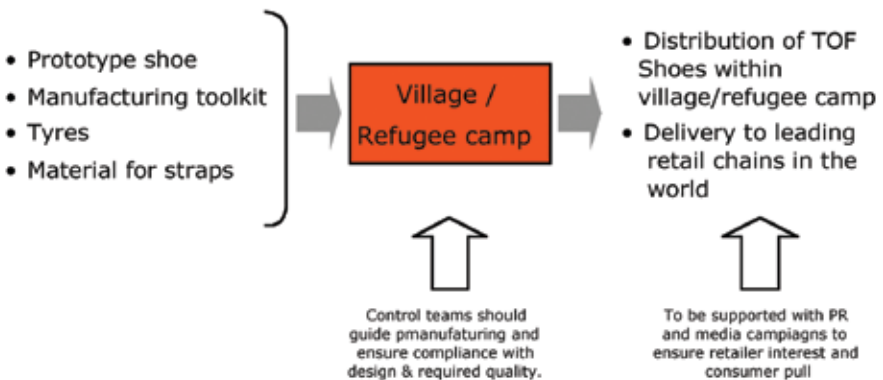 • Prototype shoe
• Manufacturing toolkit
• Tyres
• Material for straps
Village /
Refugee camp
• Distribution of TOF
Shoes within
village/refugee camp
• Delivery to leading
retail chains in the
world
Control teams should
guide pmanufaturing and
ensure compliance with
design & required quality.
To be supported with PR
and media campiagns to
ensure retailer interest and
consumer pull